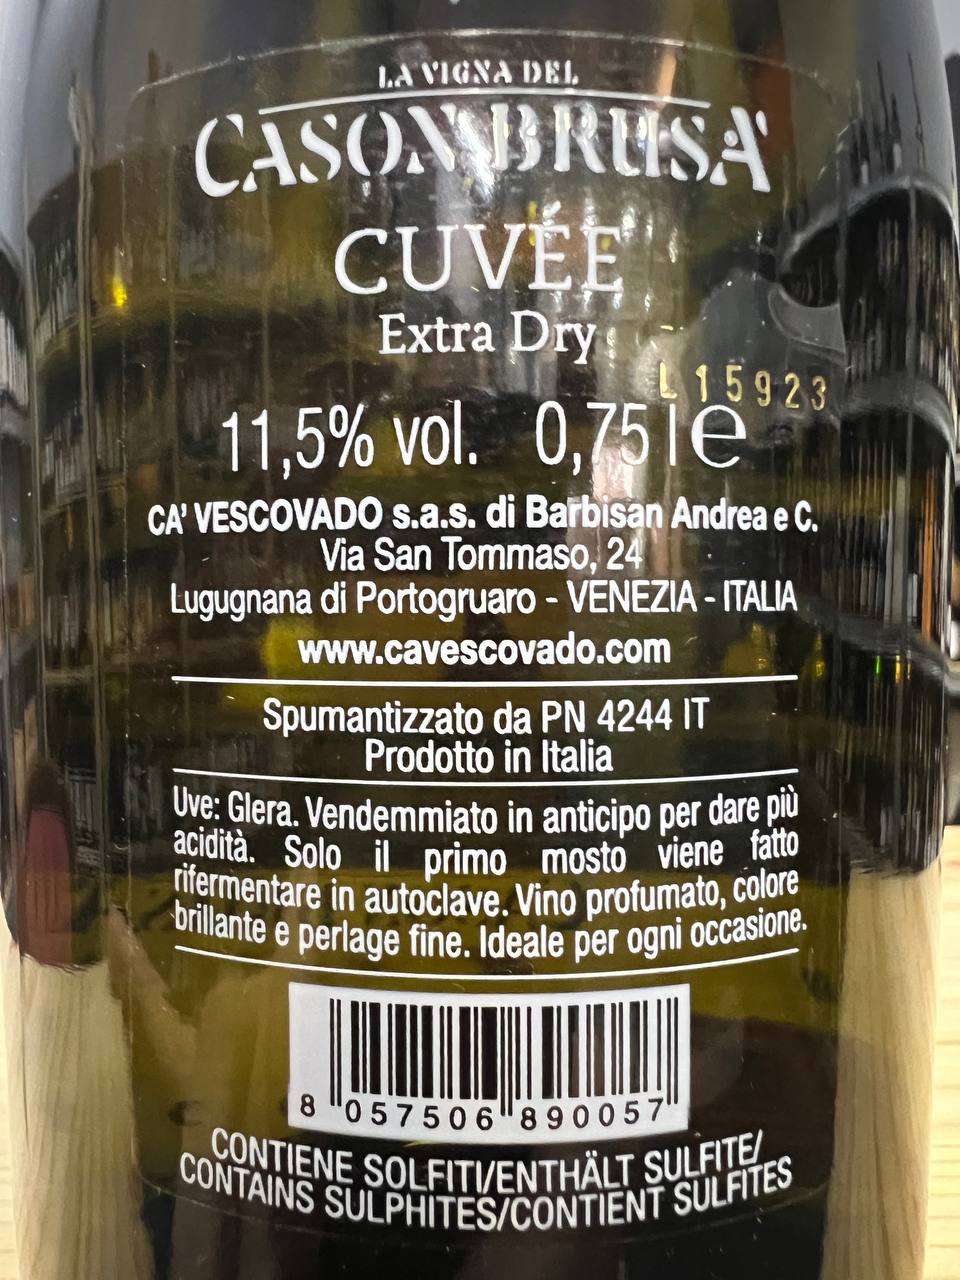 LA VIGNA DEL
CASON BRUSA'
CUVÉE
Extra Dry
L15923
11,5% vol. 0,75 l e
CA' VESCOVADO s.a.s. di Barbisan Andrea e C.
Via San Tommaso, 24
Lugugnana di Portogruaro - VENEZIA - ITALIA
www.cavescovado.com
Spumantizzato da PN 4244 IT
Prodotto in Italia
Uve: Glera. Vendemmiato in anticipo per dare più
acidità. Solo il primo mosto viene fatto
rifermentare in autoclave. Vino profumato, colore
brillante e perlage fine. Ideale per ogni occasione.
8 057506 890057
CONTIENE SOLFITI/ENTHÄLT SULFITE/
CONTAINS SULPHITES/CONTIENT SULFITES